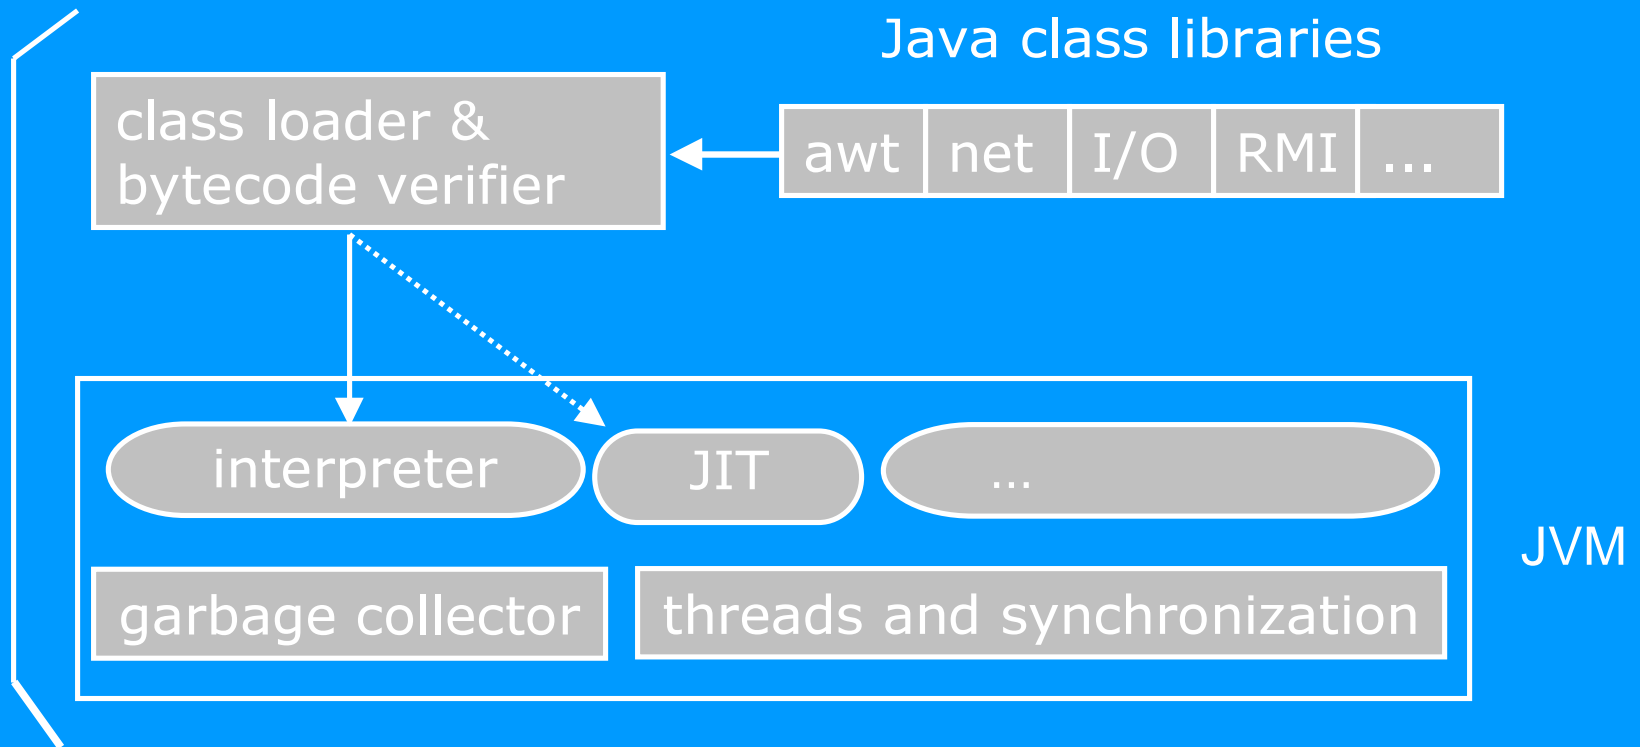 Java class libraries
class loader &
bytecode verifier
awt net I/O RMI ...
interpreter JIT ...
JVM
garbage collector threads and synchronization